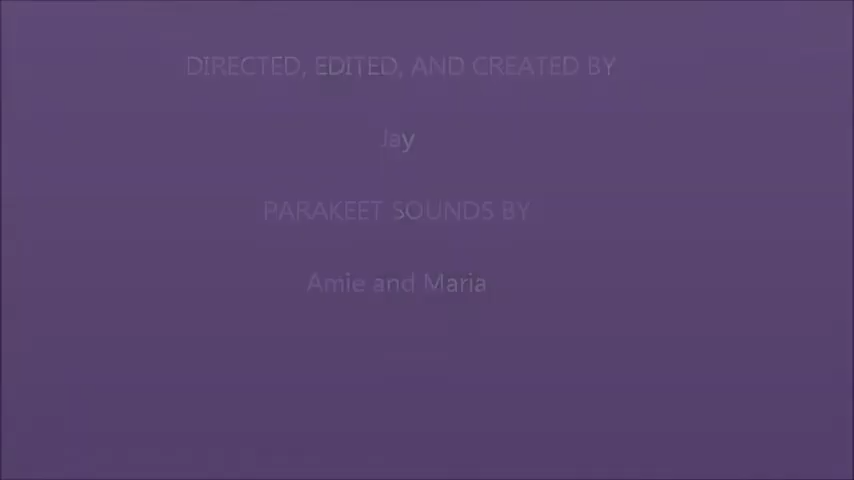 DIRECTED, EDITED, AND CREATED BY
Jay
PARAKEET SOUNDS BY
Amie and Maria